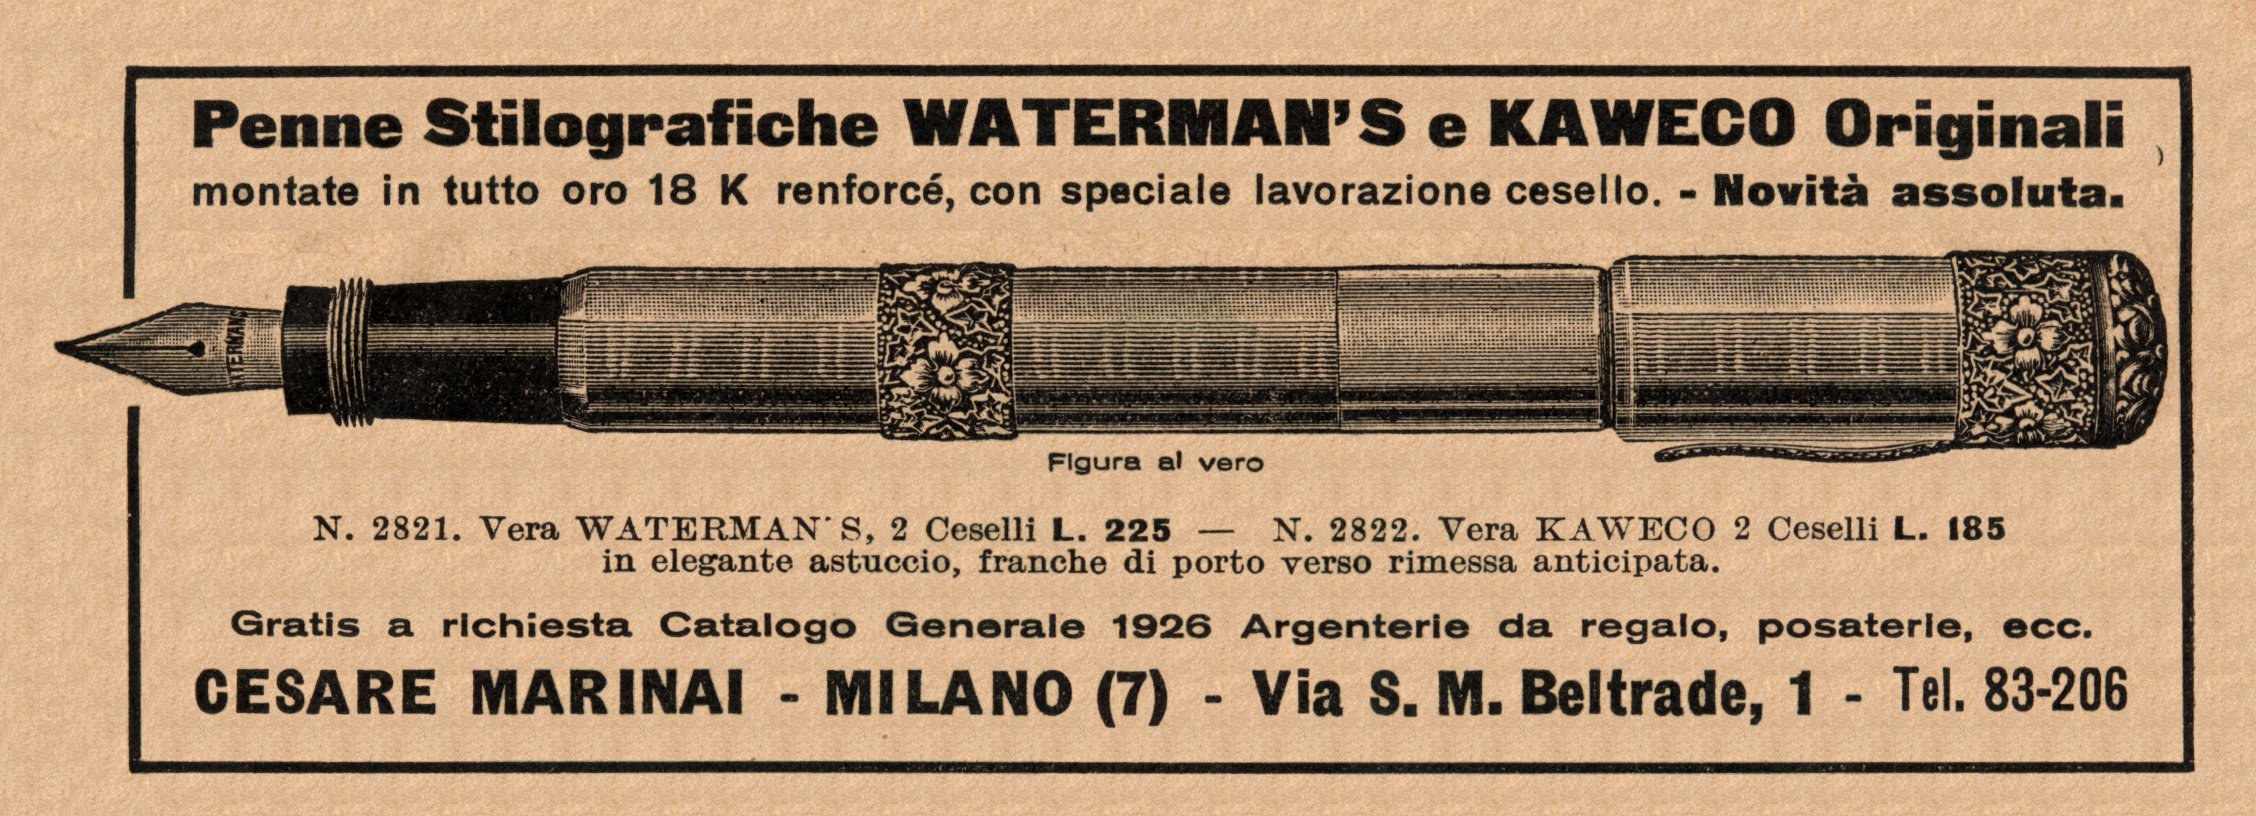 Penne Stilografiche WATERMAN'S e KAWECO Originali
montate in tutto oro 18 K renforcé, con speciale lavorazione cesello. - Novità assoluta.
Figura al vero
N. 2821. Vera WATERMAN'S, 2 Ceselli L. 225 — N. 2822. Vera KAWECO 2 Ceselli L. 185
in elegante astuccio, franche di porto verso rimessa anticipata.
Gratis a richiesta Catalogo Generale 1926 Argenterie da regalo, posaterie, ecc.
CESARE MARINAI - MILANO (7) - Via S. M. Beltrade, 1 - Tel. 83-206